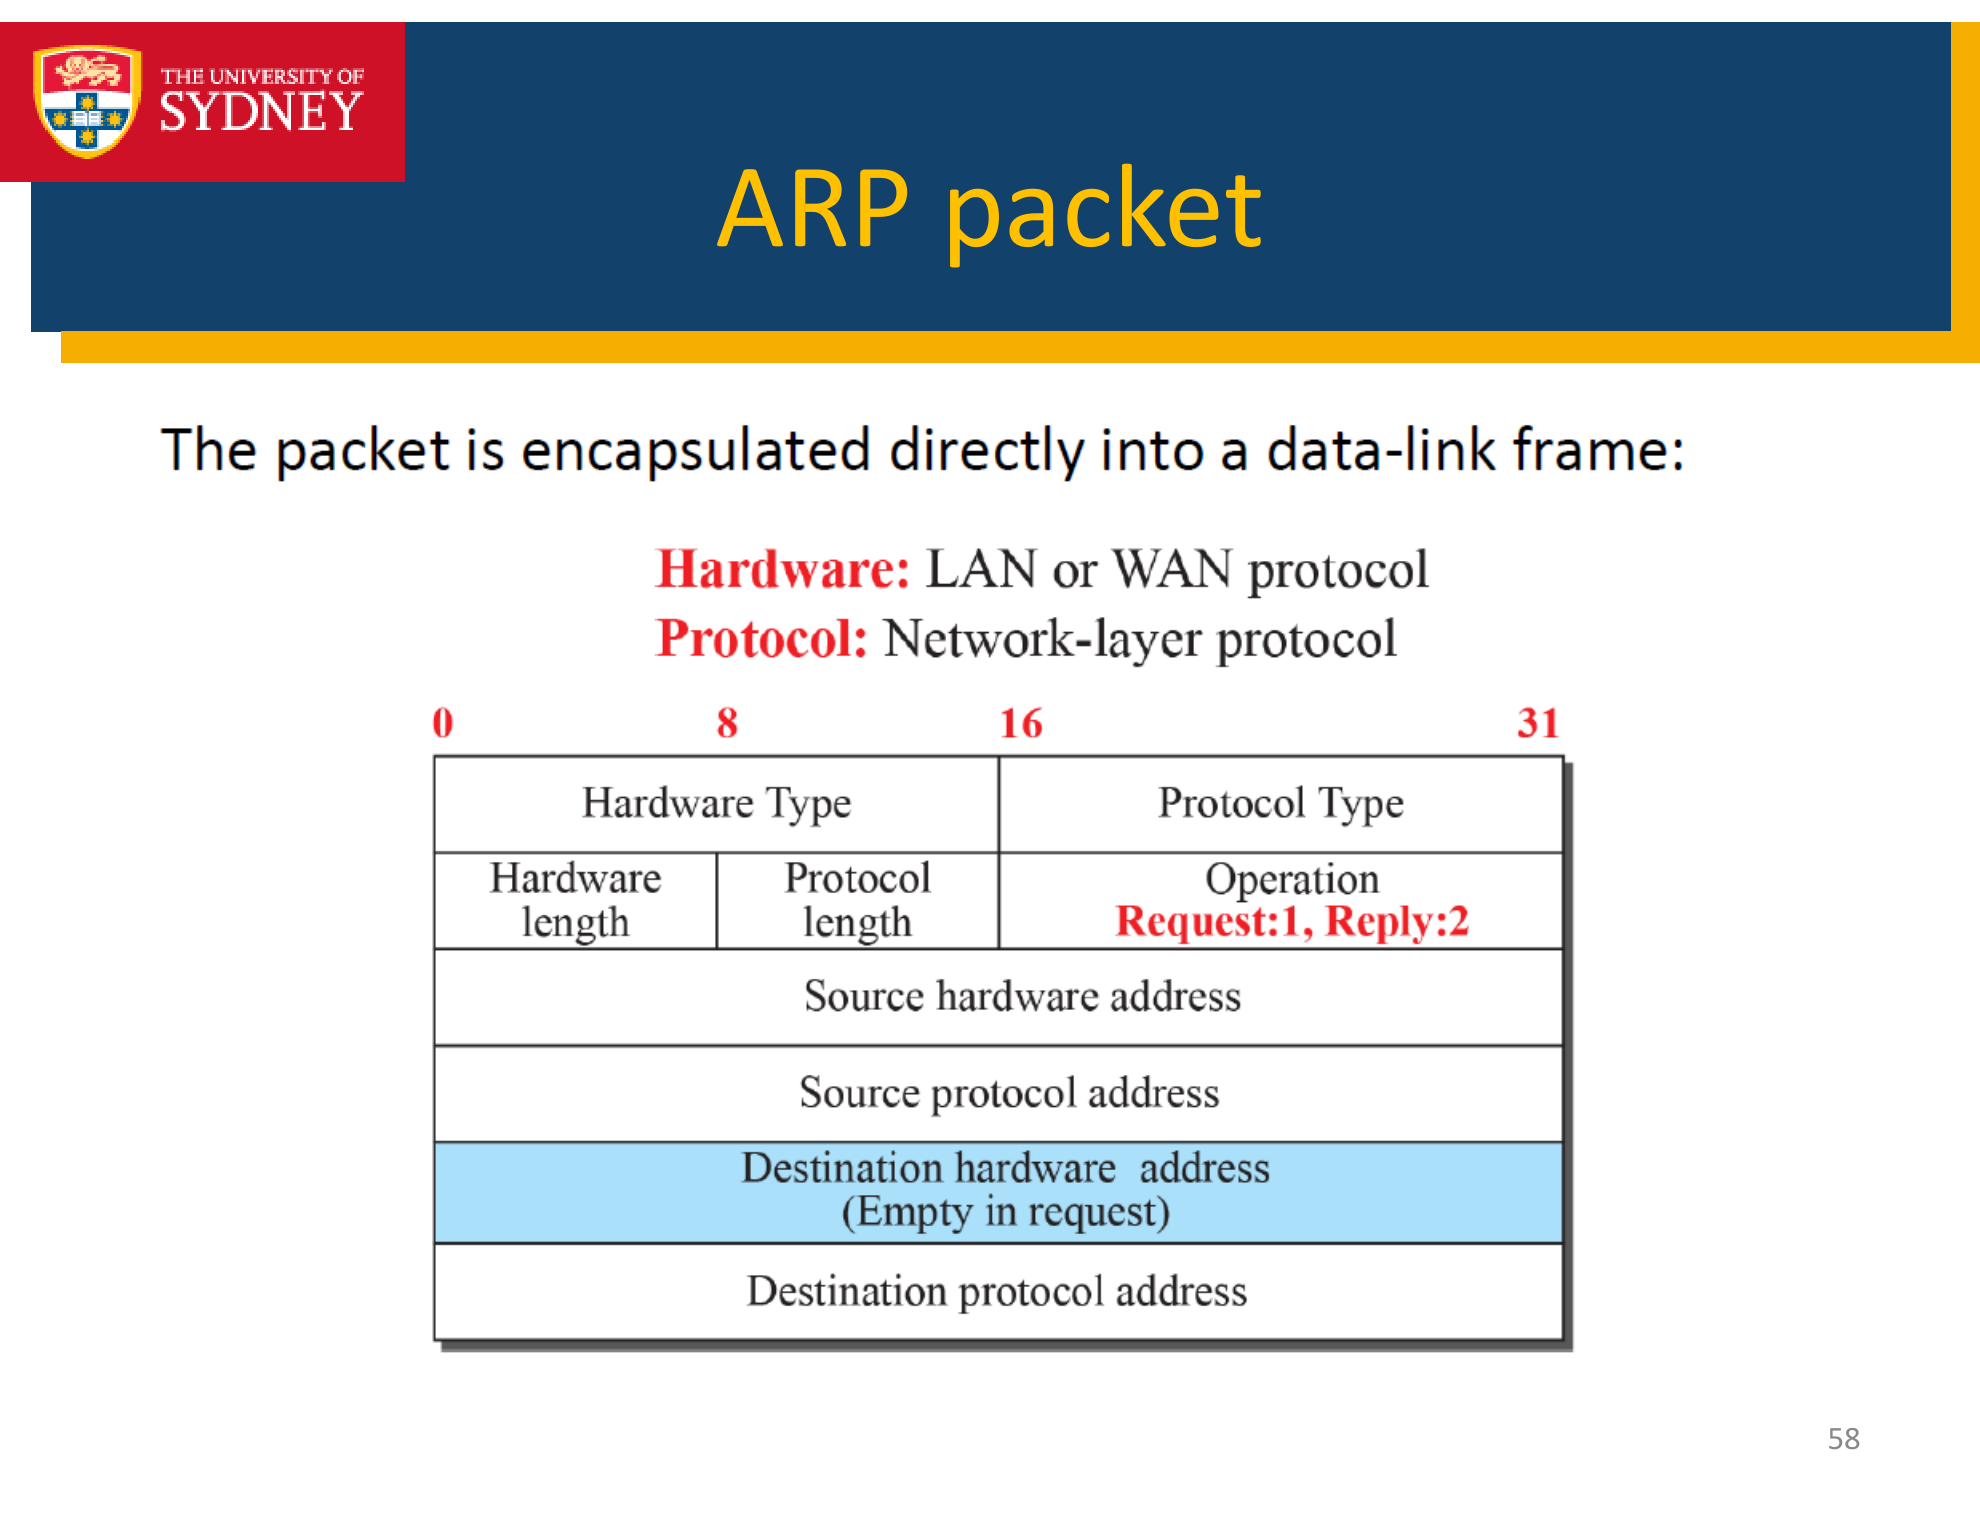 THE UNIVERSITY OF
SYDNEY
ARP packet
The packet is encapsulated directly into a data-link frame:
Hardware: LAN or WAN protocol
Protocol: Network-layer protocol
0 8 16 31
Hardware Type Protocol Type
Hardware length Protocol length Operation
Request:1, Reply:2
Source hardware address
Source protocol address
Destination hardware address
(Empty in request)
Destination protocol address
58